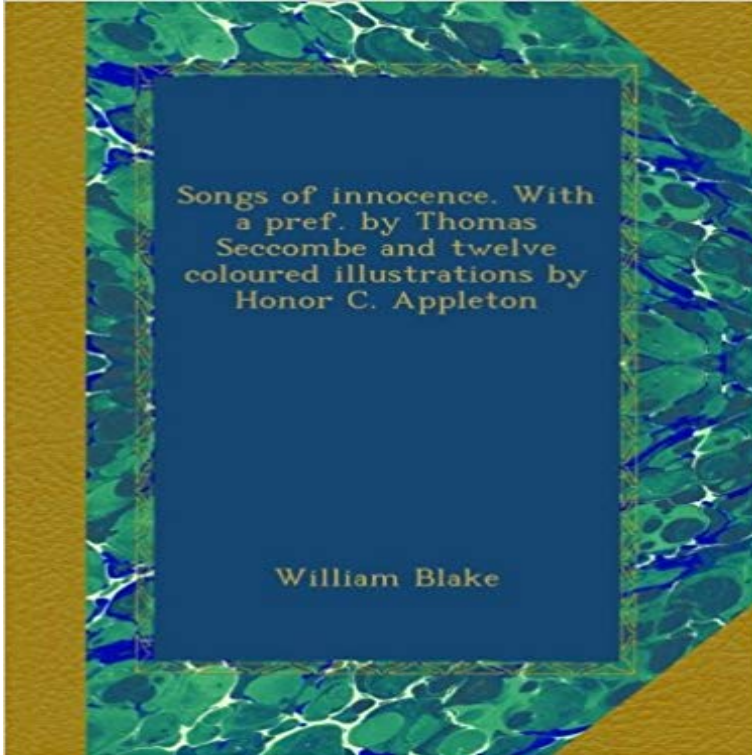 Songs of innocence. With
a pref. by Thomas
Seccombe and twelve
coloured illustrations by
Honor C. Appleton
William Blake